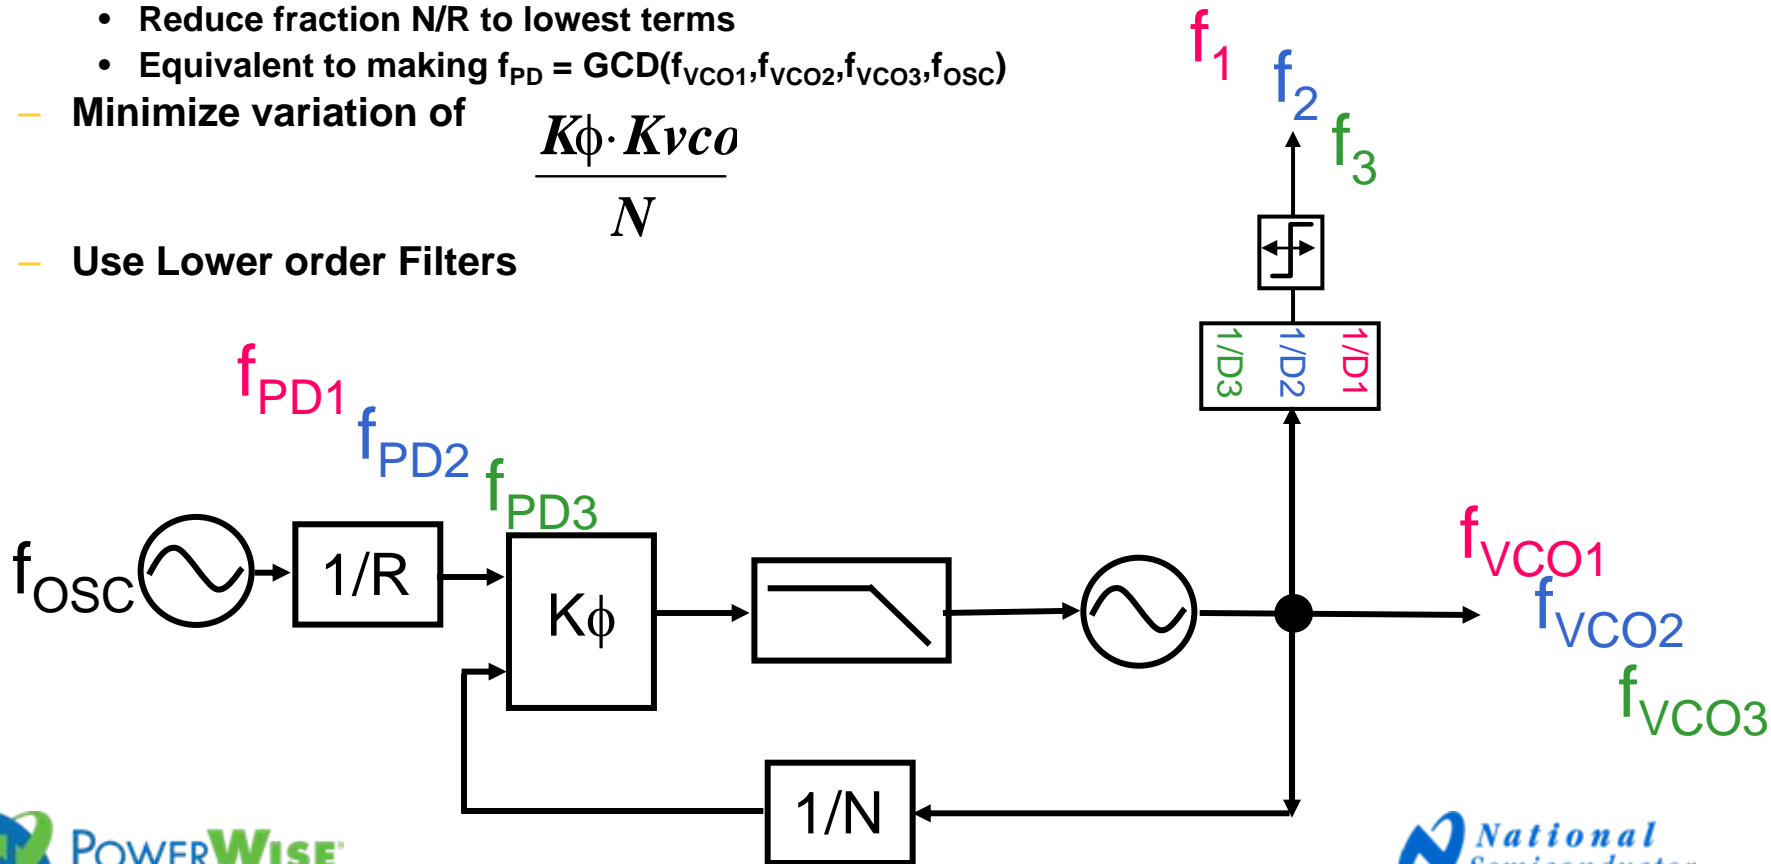 • Reduce fraction N/R to lowest terms
• Equivalent to making fPD = GCD(fVCO1,fVCO2,fVCO3,fOSC)
– Minimize variation of
Kϕ· Kvco
N
– Use Lower order Filters
f1
f2
f3
1/D3 1/D2 1/D1
fPD1
fPD2
fPD3
fOSC
1/R
Kϕ
fVCO1
fVCO2
fVCO3
1/N
POWERWISE
National
Semiconductor